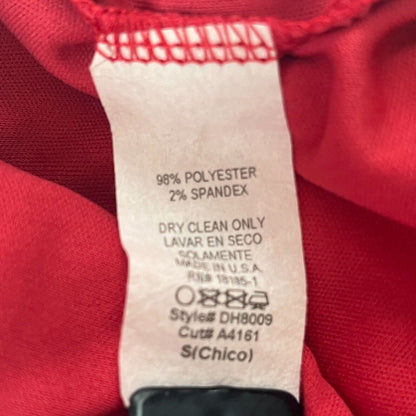 98% POLYESTER
2% SPANDEX
DRY CLEAN ONLY
LAVAR EN SECO
SOLAMENTE
MADE IN U.S.A.
RN# 18185-1
Style# DH8009
Cut# A4161
S(Chico)